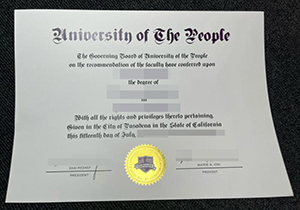 University of The People
The Governing Board of University of the People
on the recommendation of the faculty have conferred upon
the degree of
on
With all the rights and privileges thereto pertaining.
Given in the City of Pasadena in the State of California
this fifteenth day of July,
PRESIDENT
PRESIDENT